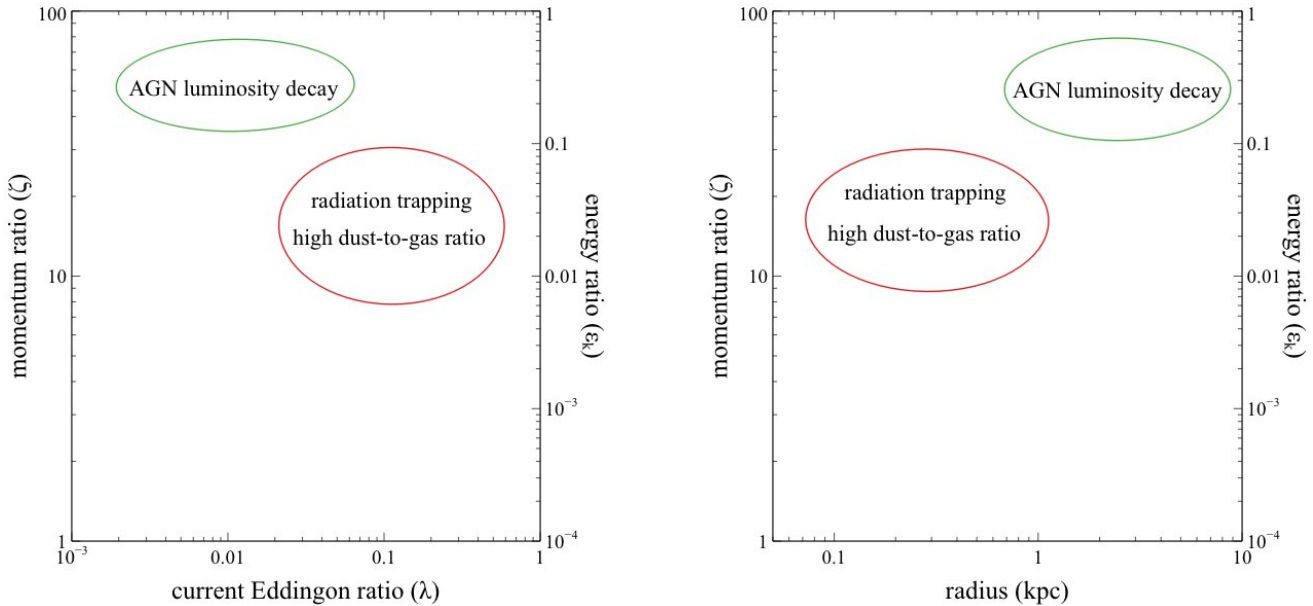 100
10
1
momentum ratio (ζ)
AGN luminosity decay
radiation trapping
high dust-to-gas ratio
1
0.1
0.01
10⁻³
10⁻⁴
energy ratio (εₖ)
10⁻³
0.01
0.1
1
current Eddingon ratio (λ)
100
10
1
momentum ratio (ζ)
AGN luminosity decay
radiation trapping
high dust-to-gas ratio
1
0.1
0.01
10⁻³
10⁻⁴
energy ratio (εₖ)
0.1
1
10
radius (kpc)